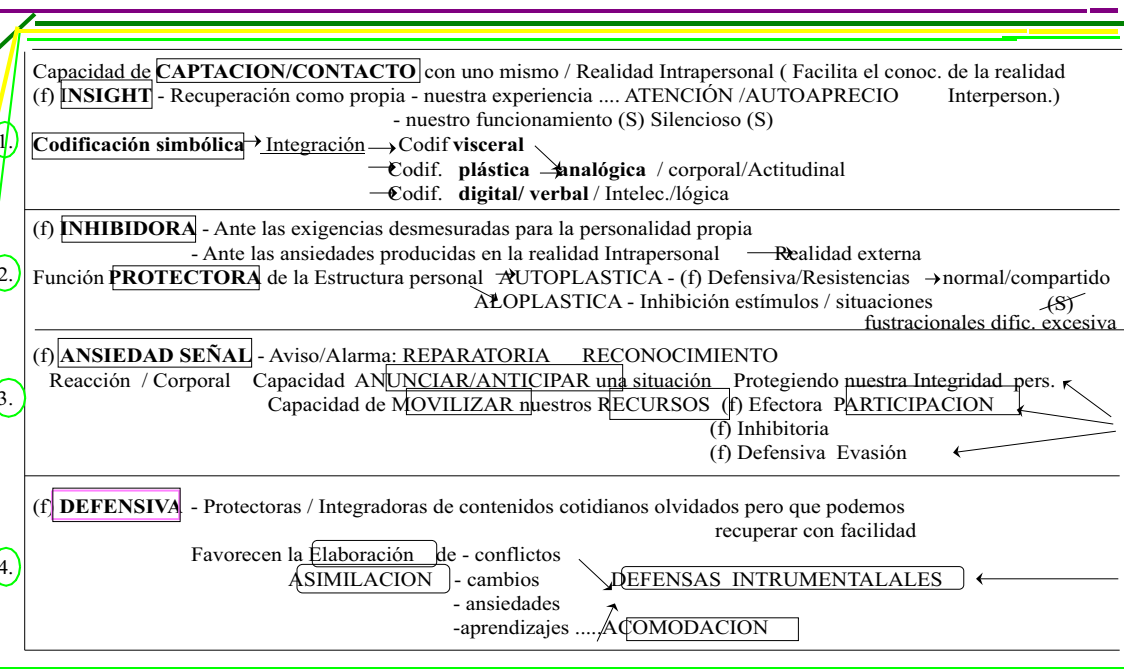 Capacidad de CAPTACION/CONTACTO con uno mismo / Realidad Intrapersonal ( Facilita el conoc. de la realidad
(f) INSIGHT - Recuperación como propia - nuestra experiencia .... ATENCIÓN /AUTOAPRECIO Interperson.)
- nuestro funcionamiento (S) Silencioso (S)
1. Codificación simbólica Integración Codif visceral
Codif. plástica analógica / corporal/Actitudinal
Codif. digital/ verbal / Intelec./lógica
(f) INHIBIDORA - Ante las exigencias desmesuradas para la personalidad propia
- Ante las ansiedades producidas en la realidad Intrapersonal Realidad externa
2. Función PROTECTORA de la Estructura personal AUTOPLASTICA - (f) Defensiva/Resistencias normal/compartido
ALOPLASTICA - Inhibición estímulos / situaciones (S)
fustracionales dific. excesiva
(f) ANSIEDAD SEÑAL - Aviso/Alarma: REPARATORIA RECONOCIMIENTO
Reacción / Corporal Capacidad ANUNCIAR/ANTICIPAR una situación Protegiendo nuestra Integridad pers.
3. Capacidad de MOVILIZAR nuestros RECURSOS (f) Efectora PARTICIPACION
(f) Inhibitoria
(f) Defensiva Evasión
(f) DEFENSIVA - Protectoras / Integradoras de contenidos cotidianos olvidados pero que podemos
recuperar con facilidad
Favorecen la Elaboración de - conflictos
4. ASIMILACION - cambios DEFENSAS INTRUMENTALALES
- ansiedades
-aprendizajes .....ACOMODACION